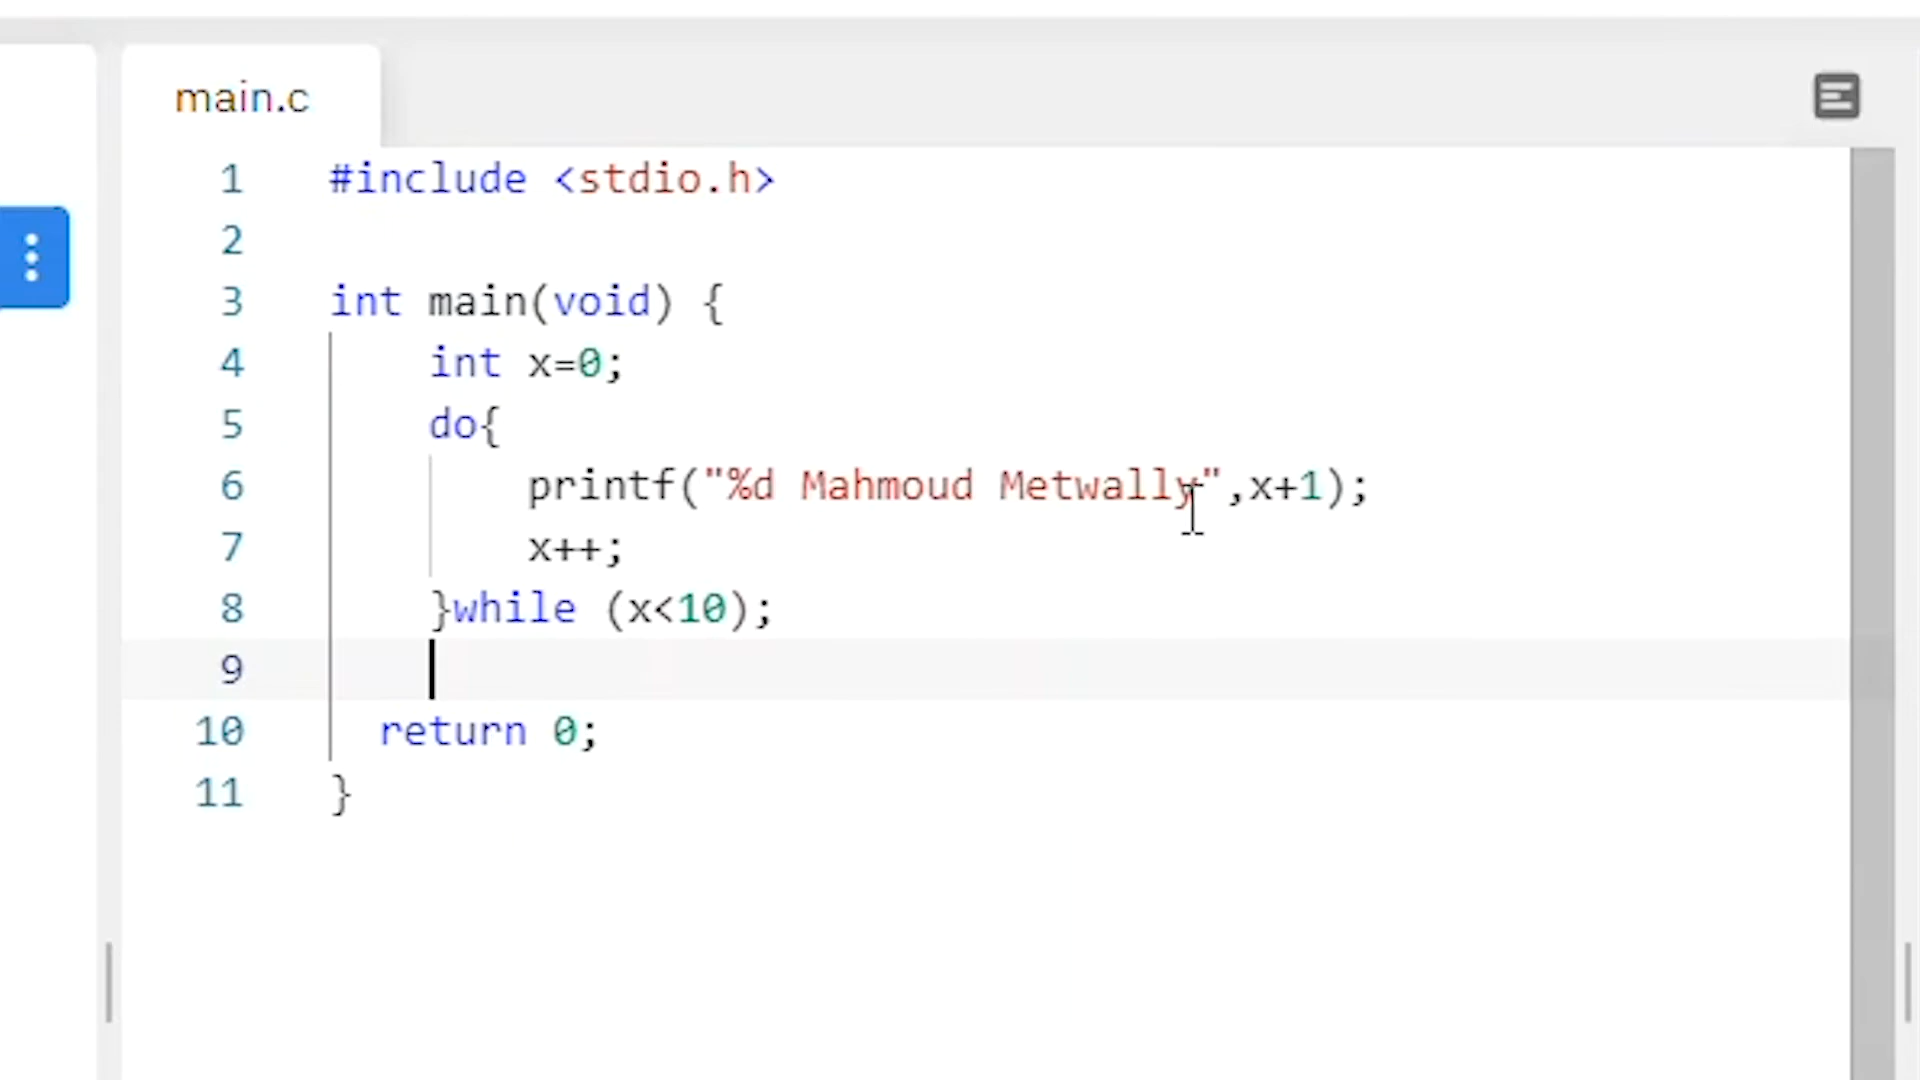 main.c
1 #include <stdio.h>
2
3 int main(void) {
4 int x=0;
5 do{
6 printf("%d Mahmoud Metwally",x+1);
7 x++;
8 }while (x<10);
9
10 return 0;
11 }